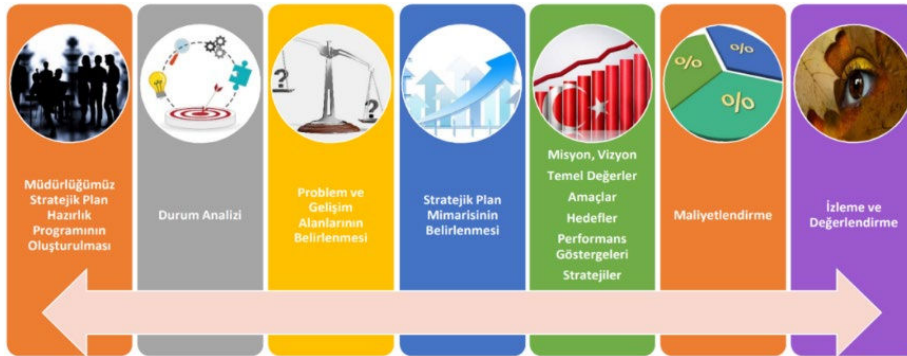 Müdürlüğümüz
Stratejik Plan
Hazırlık
Programının
Oluşturulması
Durum Analizi
Problem ve
Gelişim
Alanlarının
Belirlenmesi
Stratejik Plan
Mimarisinin
Belirlenmesi
Misyon, Vizyon
Temel Değerler
Amaçlar
Hedefler
Performans
Göstergeleri
Stratejiler
%
%
%
Maliyetlendirme
İzleme ve
Değerlendirme
?
?